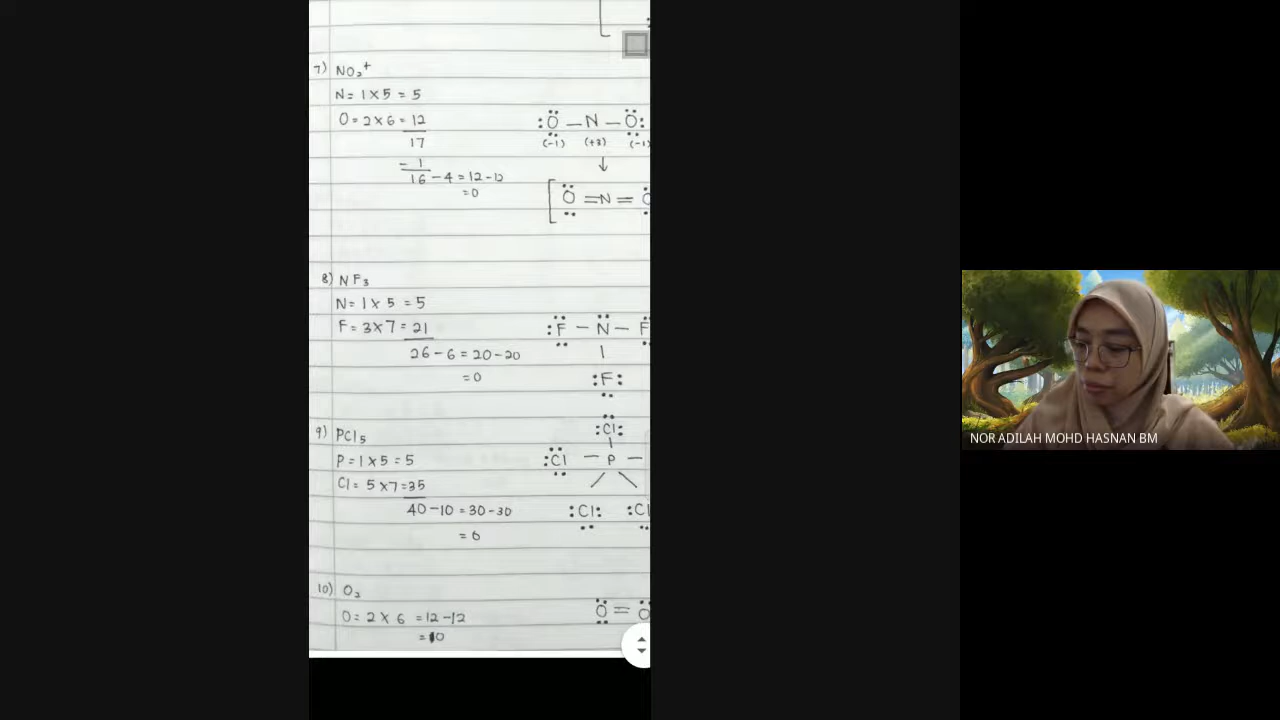 7) NO₂⁺
N = 1 × 5 = 5
O = 2 × 6 = 12
17
- 1
16 - 4 = 12 - 12
= 0
:Ö — N — Ö:
(-1) (+3) (-1)
↓
[ Ö = N = O
8) NF₃
N = 1 × 5 = 5
F = 3 × 7 = 21
26 - 6 = 20 - 20
= 0
:F — N — F
|
:F:
9) PCl₅
P = 1 × 5 = 5
Cl = 5 × 7 = 35
40 - 10 = 30 - 30
= 0
:Cl:
:Cl — P —
:Cl: :Cl
10) O₂
O = 2 × 6 = 12 - 12
= 0
O = O
NOR ADILAH MOHD HASNAN BM